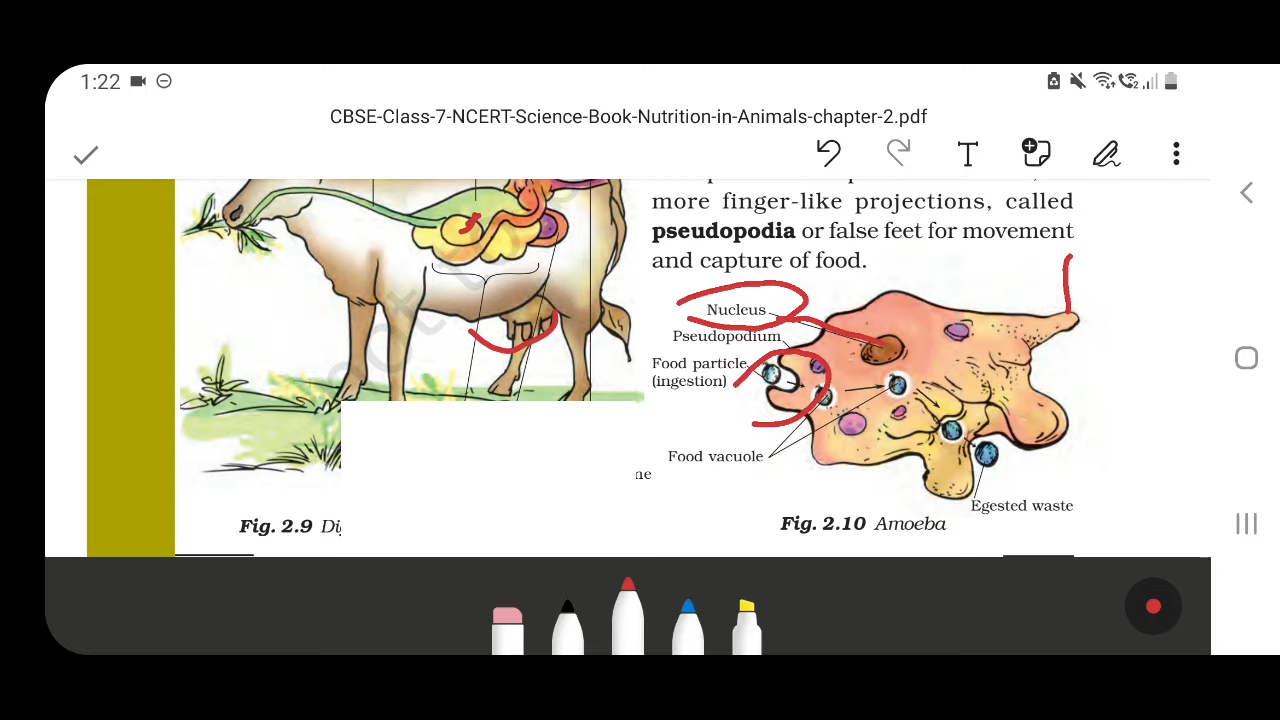 1:22
CBSE-Class-7-NCERT-Science-Book-Nutrition-in-Animals-chapter-2.pdf
T
more finger-like projections, called
pseudopodia or false feet for movement
and capture of food.
Nucleus
Pseudopodium
Food particle
(ingestion)
Food vacuole
Egested waste
Fig. 2.10 Amoeba
not
me
Fig. 2.9